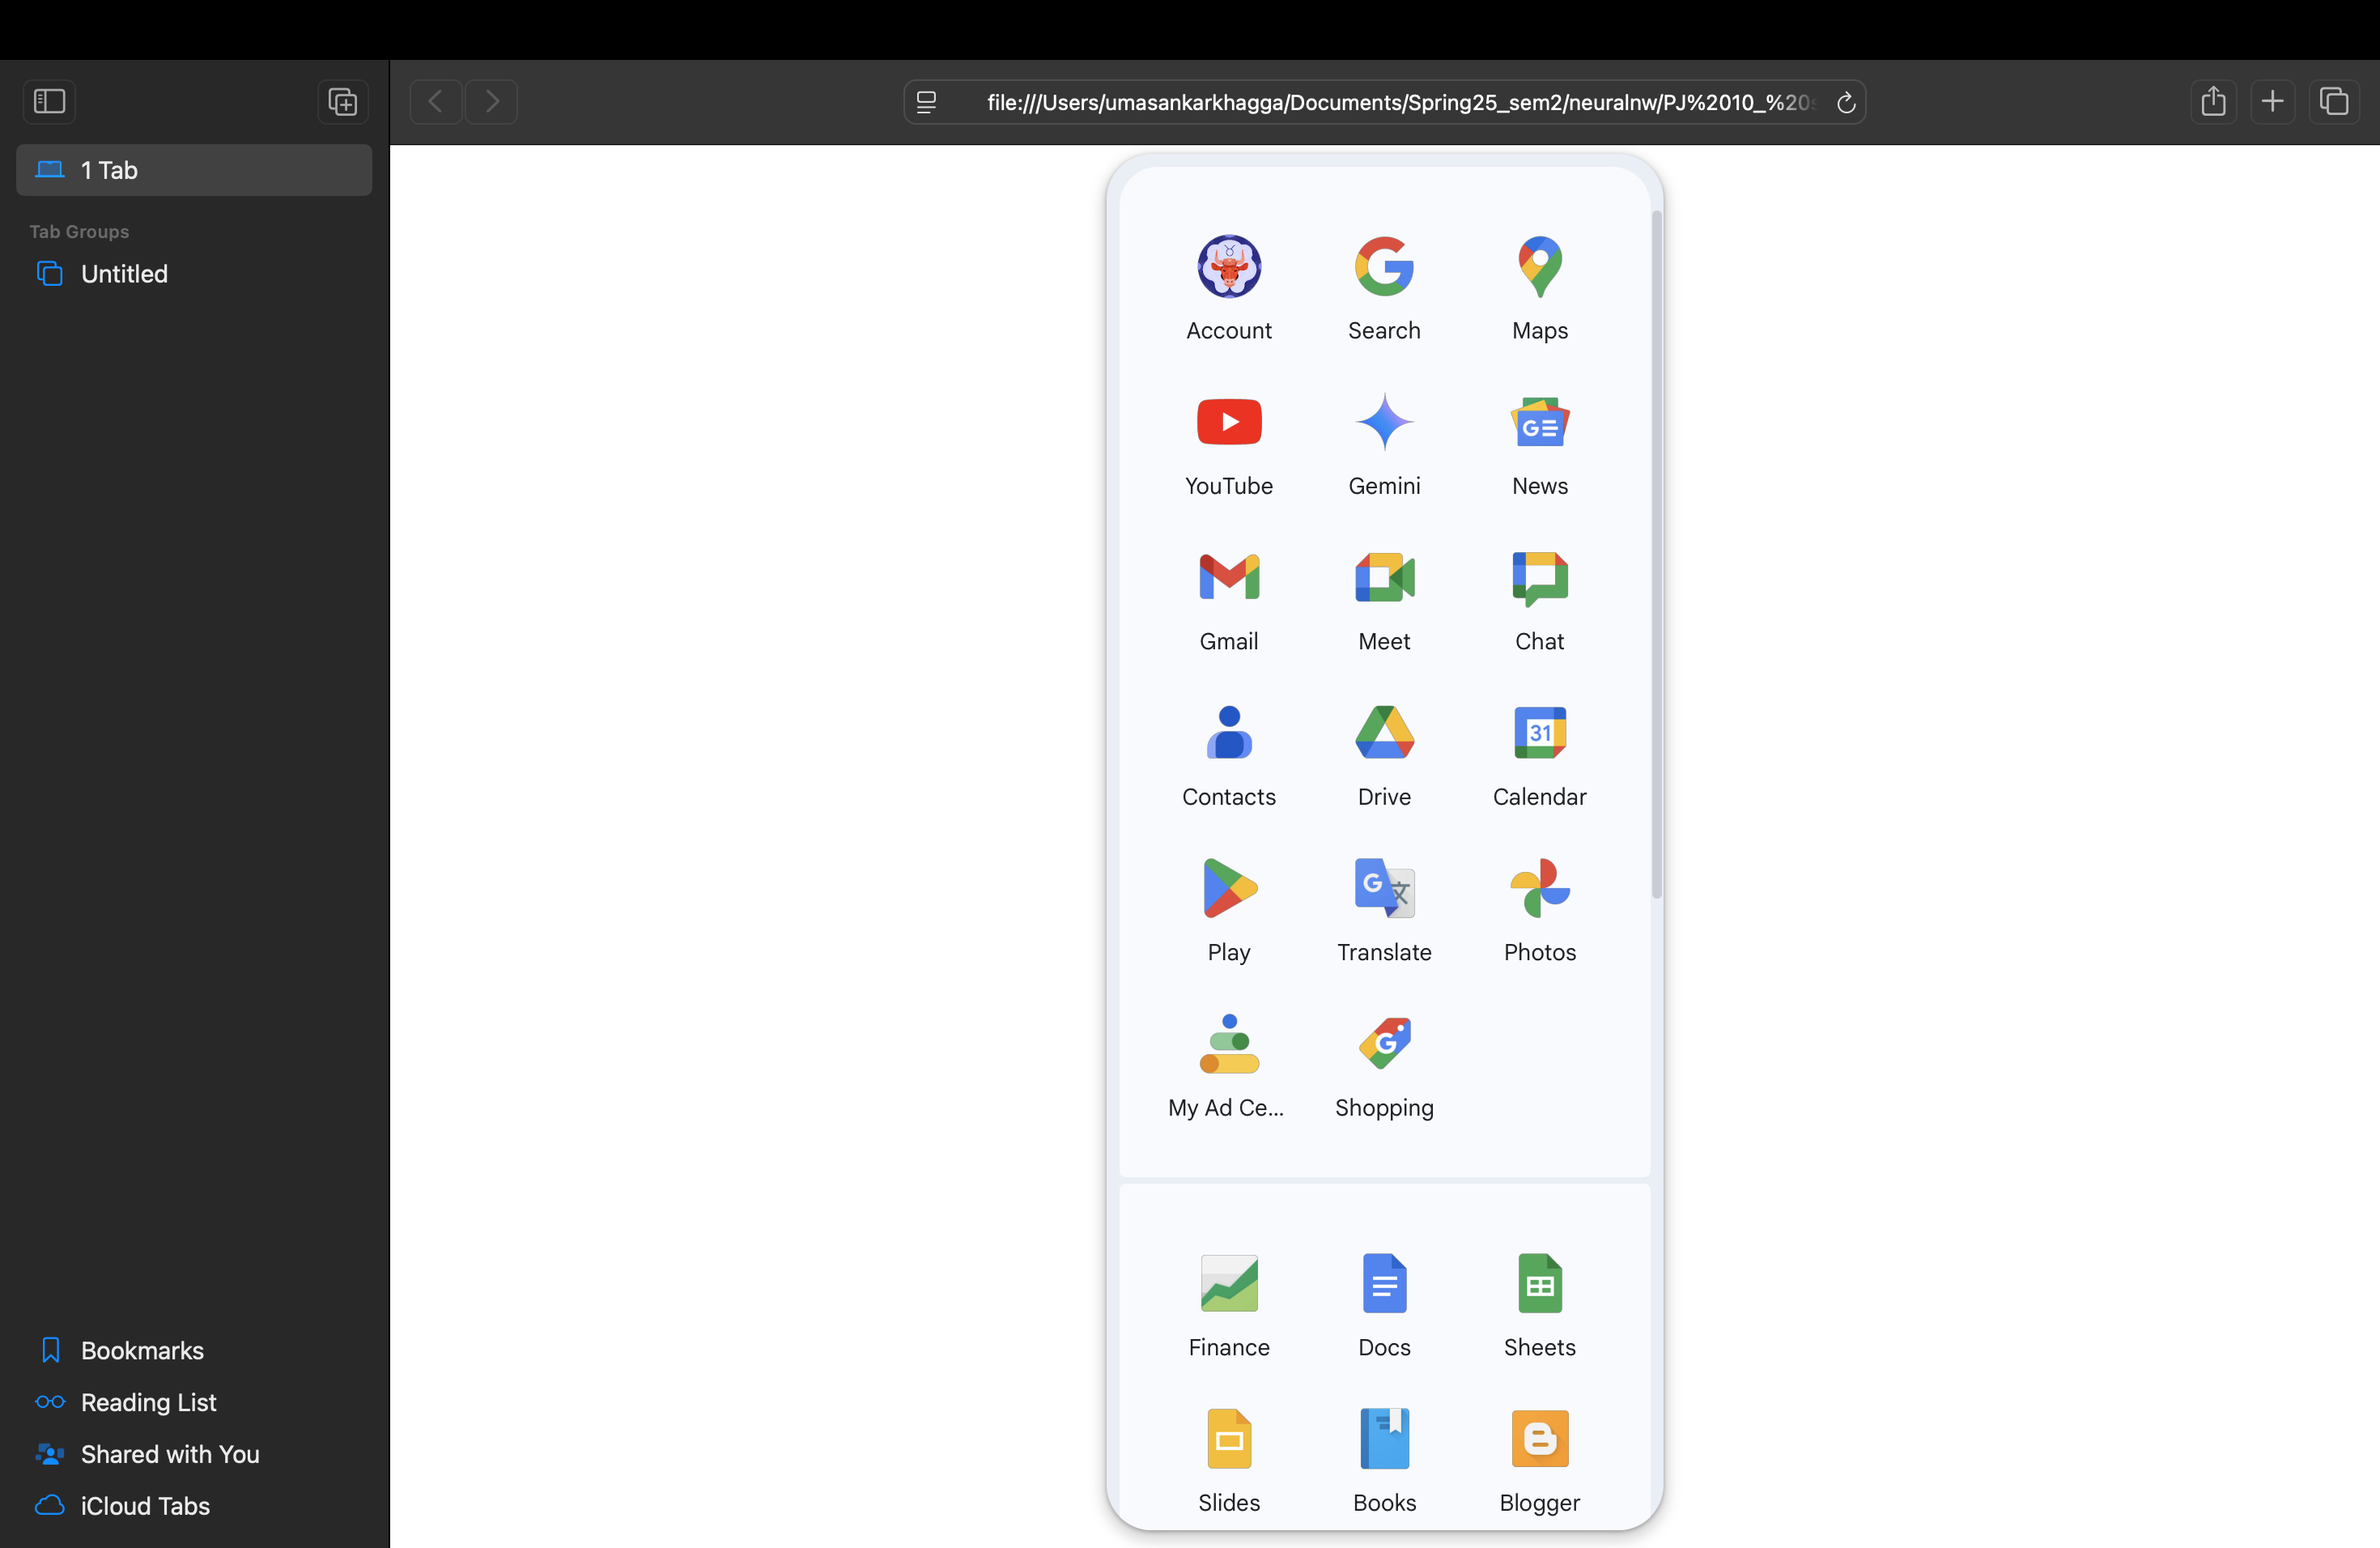 file:///Users/umasankarkhagga/Documents/Spring25_sem2/neuralnw/PJ%2010_%20
1 Tab
Tab Groups
Untitled
Bookmarks
Reading List
Shared with You
iCloud Tabs
Account Search Maps
YouTube Gemini News
G
Gmail Meet Chat
31
Contacts Drive Calendar
G 文
Play Translate Photos
G
My Ad Ce... Shopping
Finance Docs Sheets
Slides Books Blogger